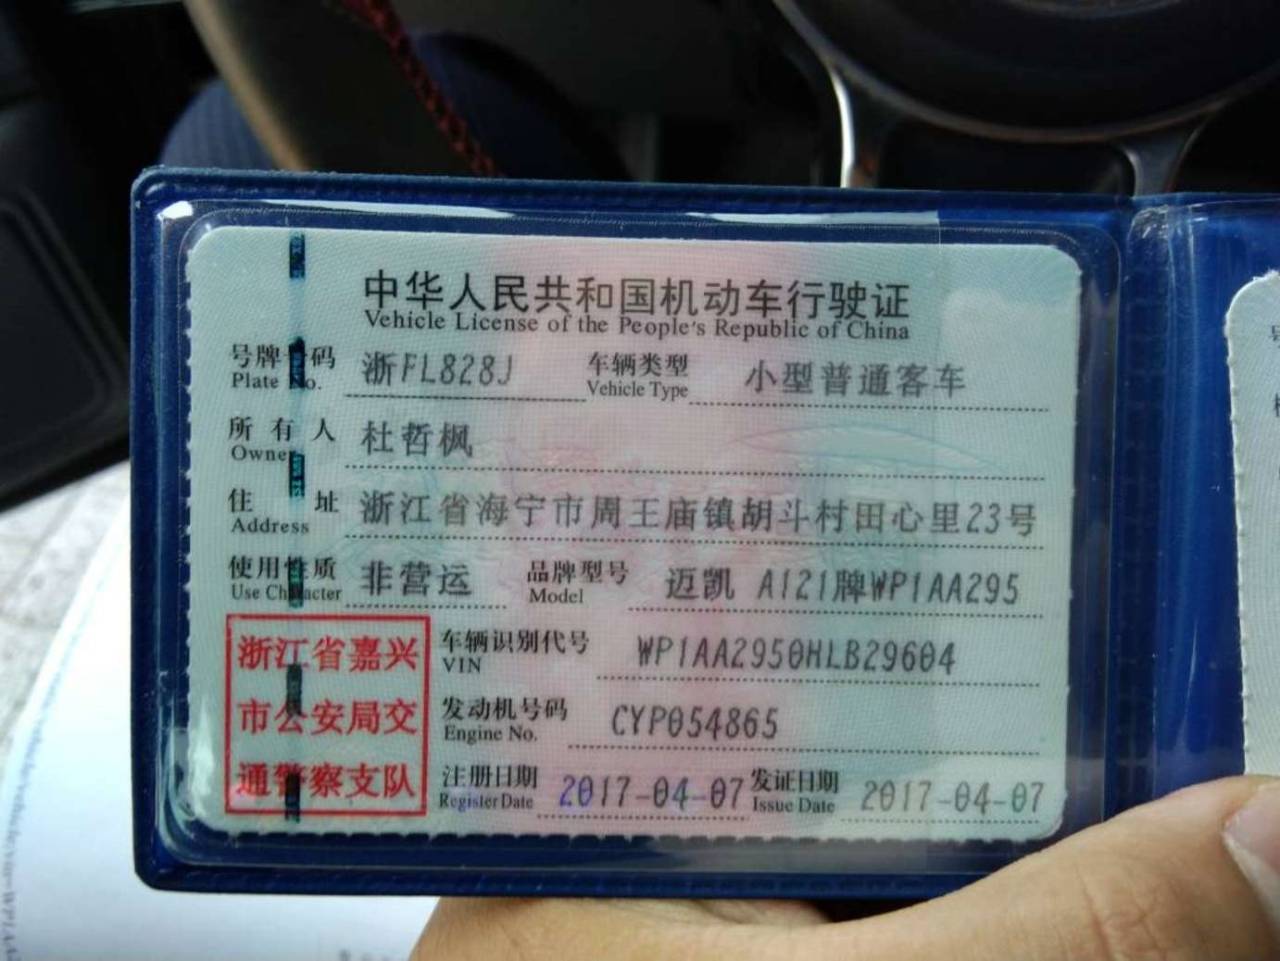 中华人民共和国机动车行驶证
Vehicle License of the People's Republic of China
号牌 码 浙FL828J 车辆类型 小型普通客车
Plate No. Vehicle Type
所有人 杜哲枫
Owner
住址 浙江省海宁市周王庙镇胡斗村田心里23号
Address
使用性质 非营运 品牌型号 迈凯 A121牌WP1AA295
Use Character Model
浙江省嘉兴 车辆识别代号 WP1AA2950HLB29604
VIN
市公安局交 发动机号码 CYP054865
Engine No.
通警察支队 注册日期 2017-04-07 发证日期 2017-04-07
Register Date Issue Date